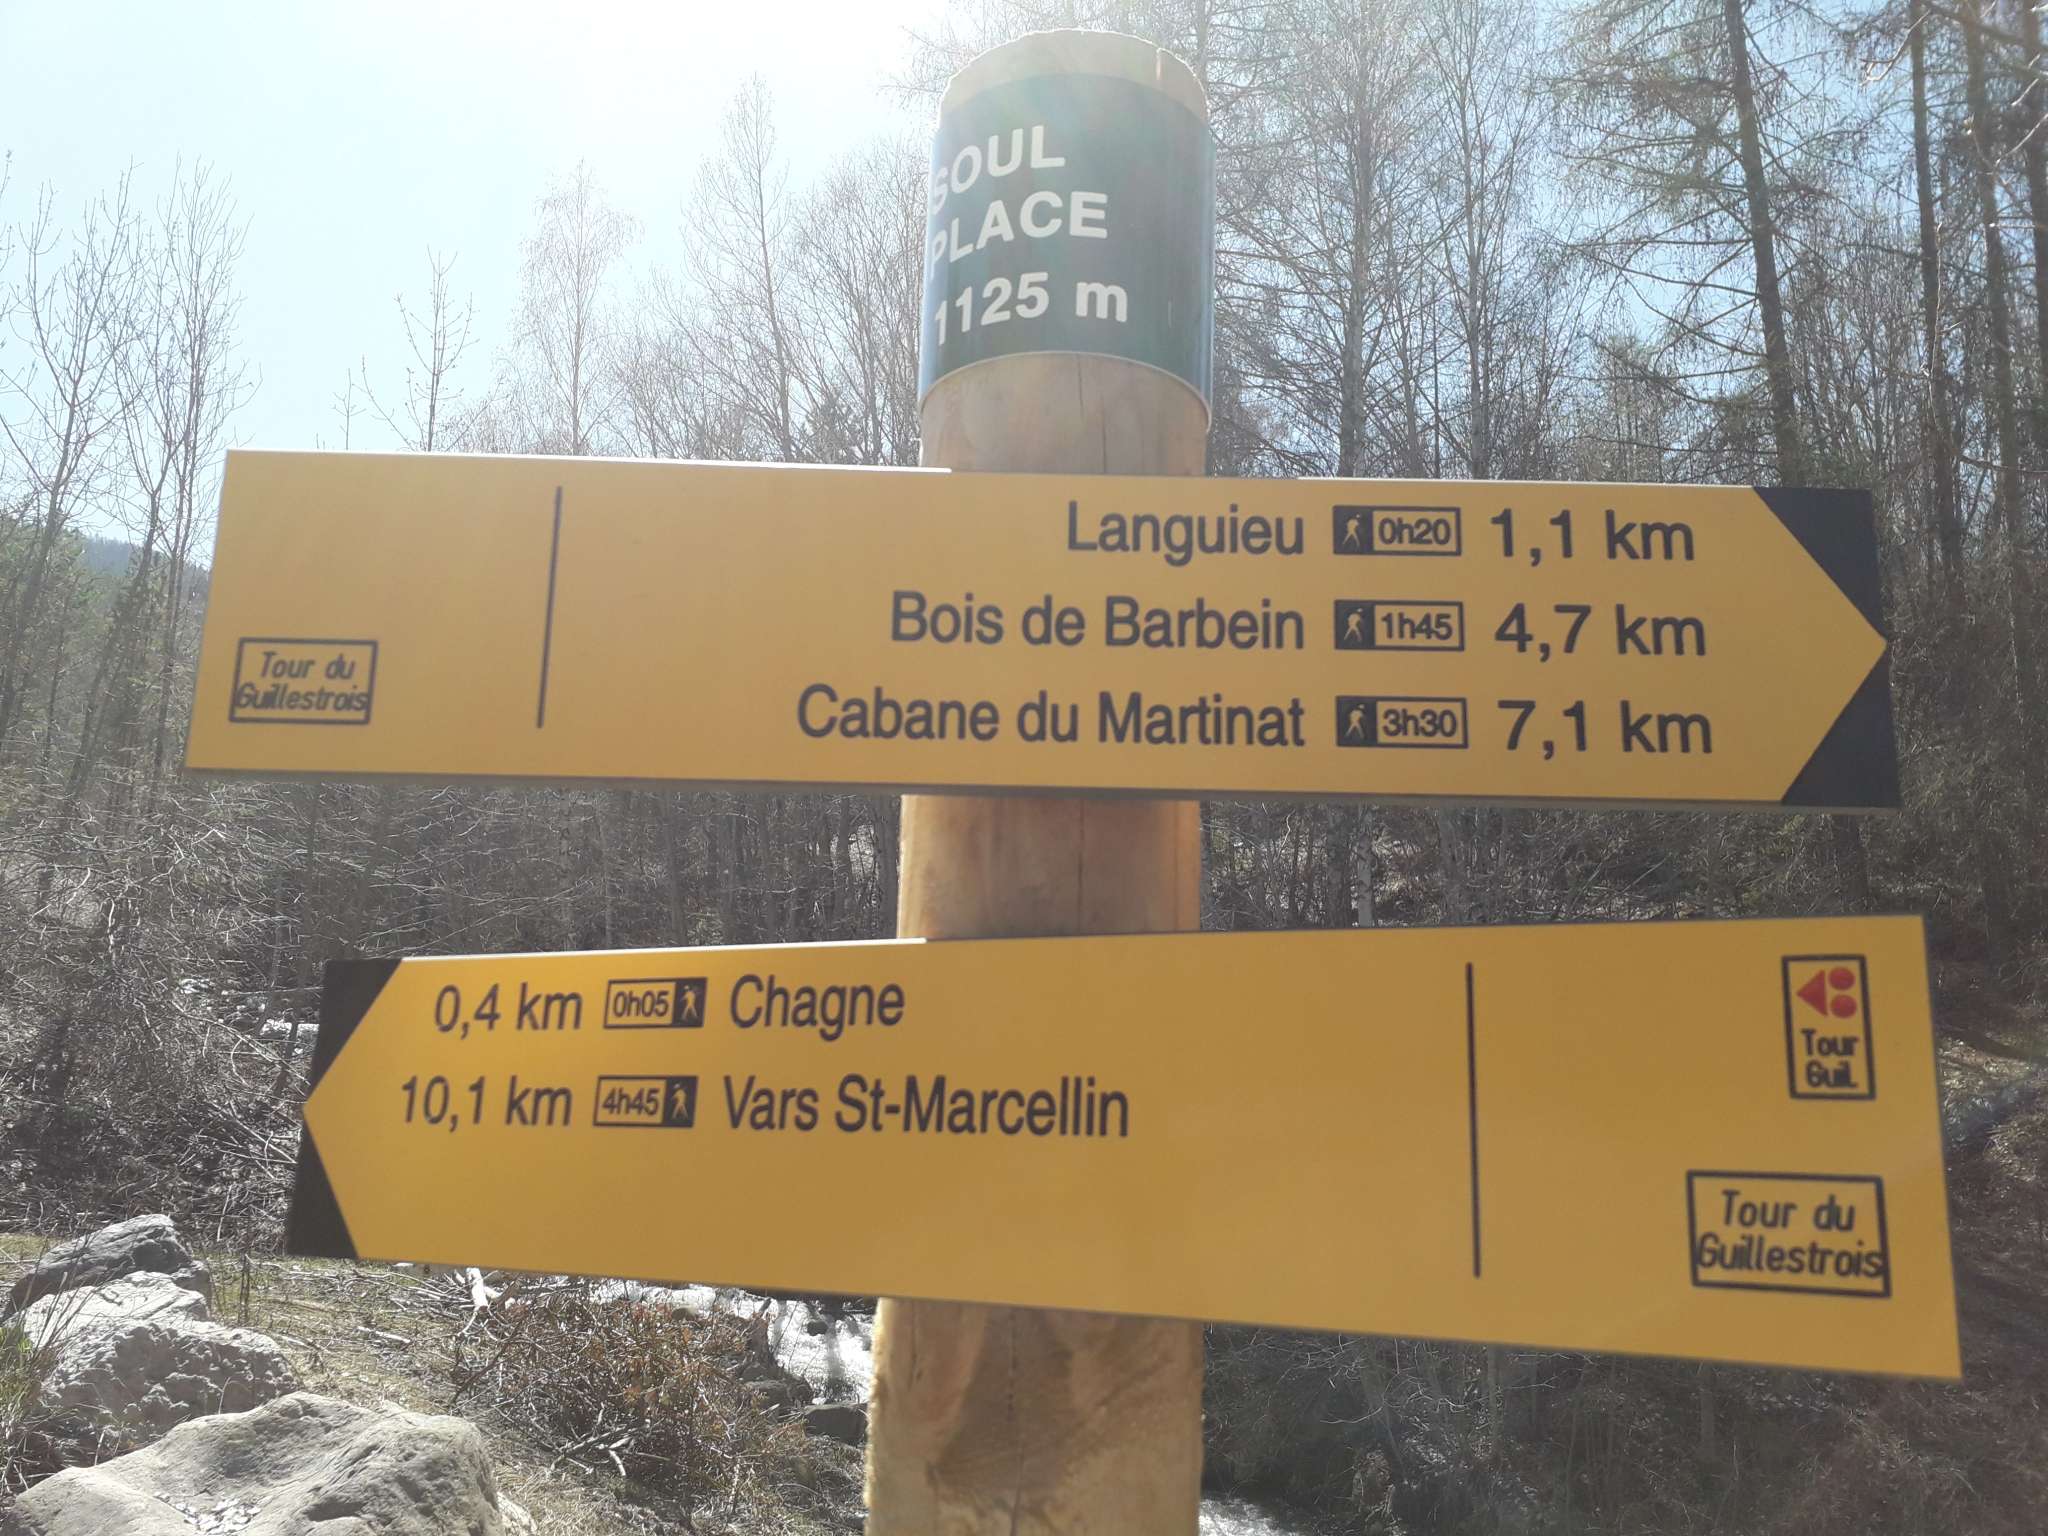 SOUL
PLACE
1125 m
Languieu 0h20 1,1 km
Bois de Barbein 1h45 4,7 km
Cabane du Martinat 3h30 7,1 km
Tour du
Guillestrois
0,4 km 0h05 Chagne
10,1 km 4h45 Vars St-Marcellin
Tour
Guil.
Tour du
Guillestrois